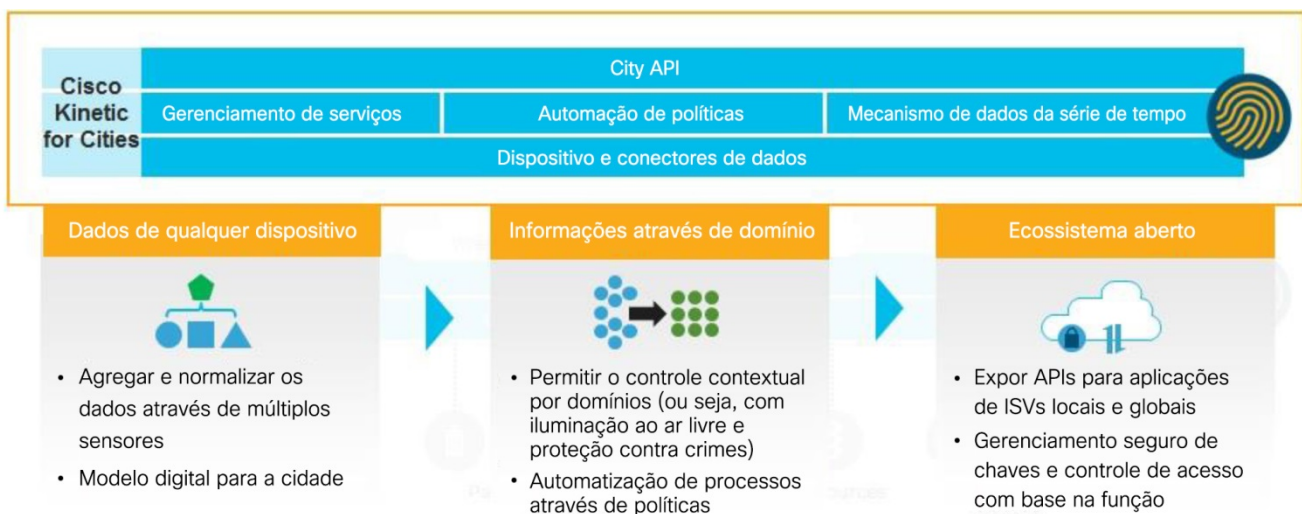 City API
Cisco
Kinetic
for Cities
Gerenciamento de serviços
Automação de políticas
Mecanismo de dados da série de tempo
Dispositivo e conectores de dados
Dados de qualquer dispositivo
• Agregar e normalizar os
dados através de múltiplos
sensores
• Modelo digital para a cidade
Informações através de domínio
• Permitir o controle contextual
por domínios (ou seja, com
iluminação ao ar livre e
proteção contra crimes)
• Automatização de processos
através de políticas
Ecossistema aberto
• Expor APIs para aplicações
de ISVs locais e globais
• Gerenciamento seguro de
chaves e controle de acesso
com base na função